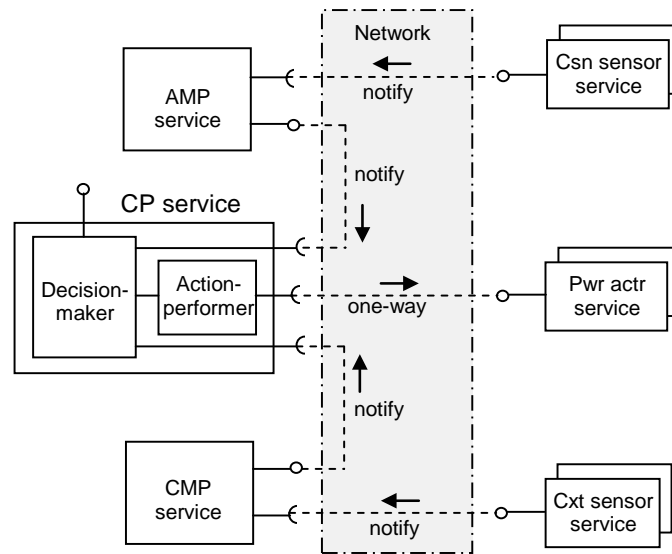 Network
AMP
service
notify
Csn sensor
service
notify
CP service
Decision-
maker
Action-
performer
one-way
Pwr actr
service
notify
CMP
service
notify
Cxt sensor
service